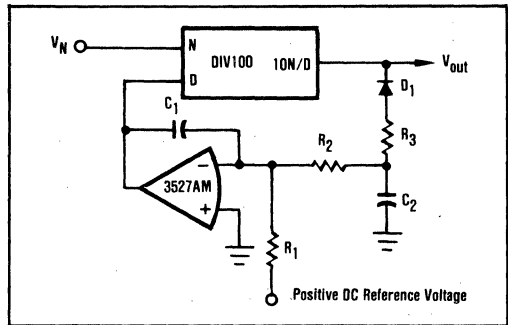 V_N
N
D
DIV100
10N/D
V_out
D_1
C_1
R_3
R_2
C_2
−
+
3527AM
R_1
Positive DC Reference Voltage